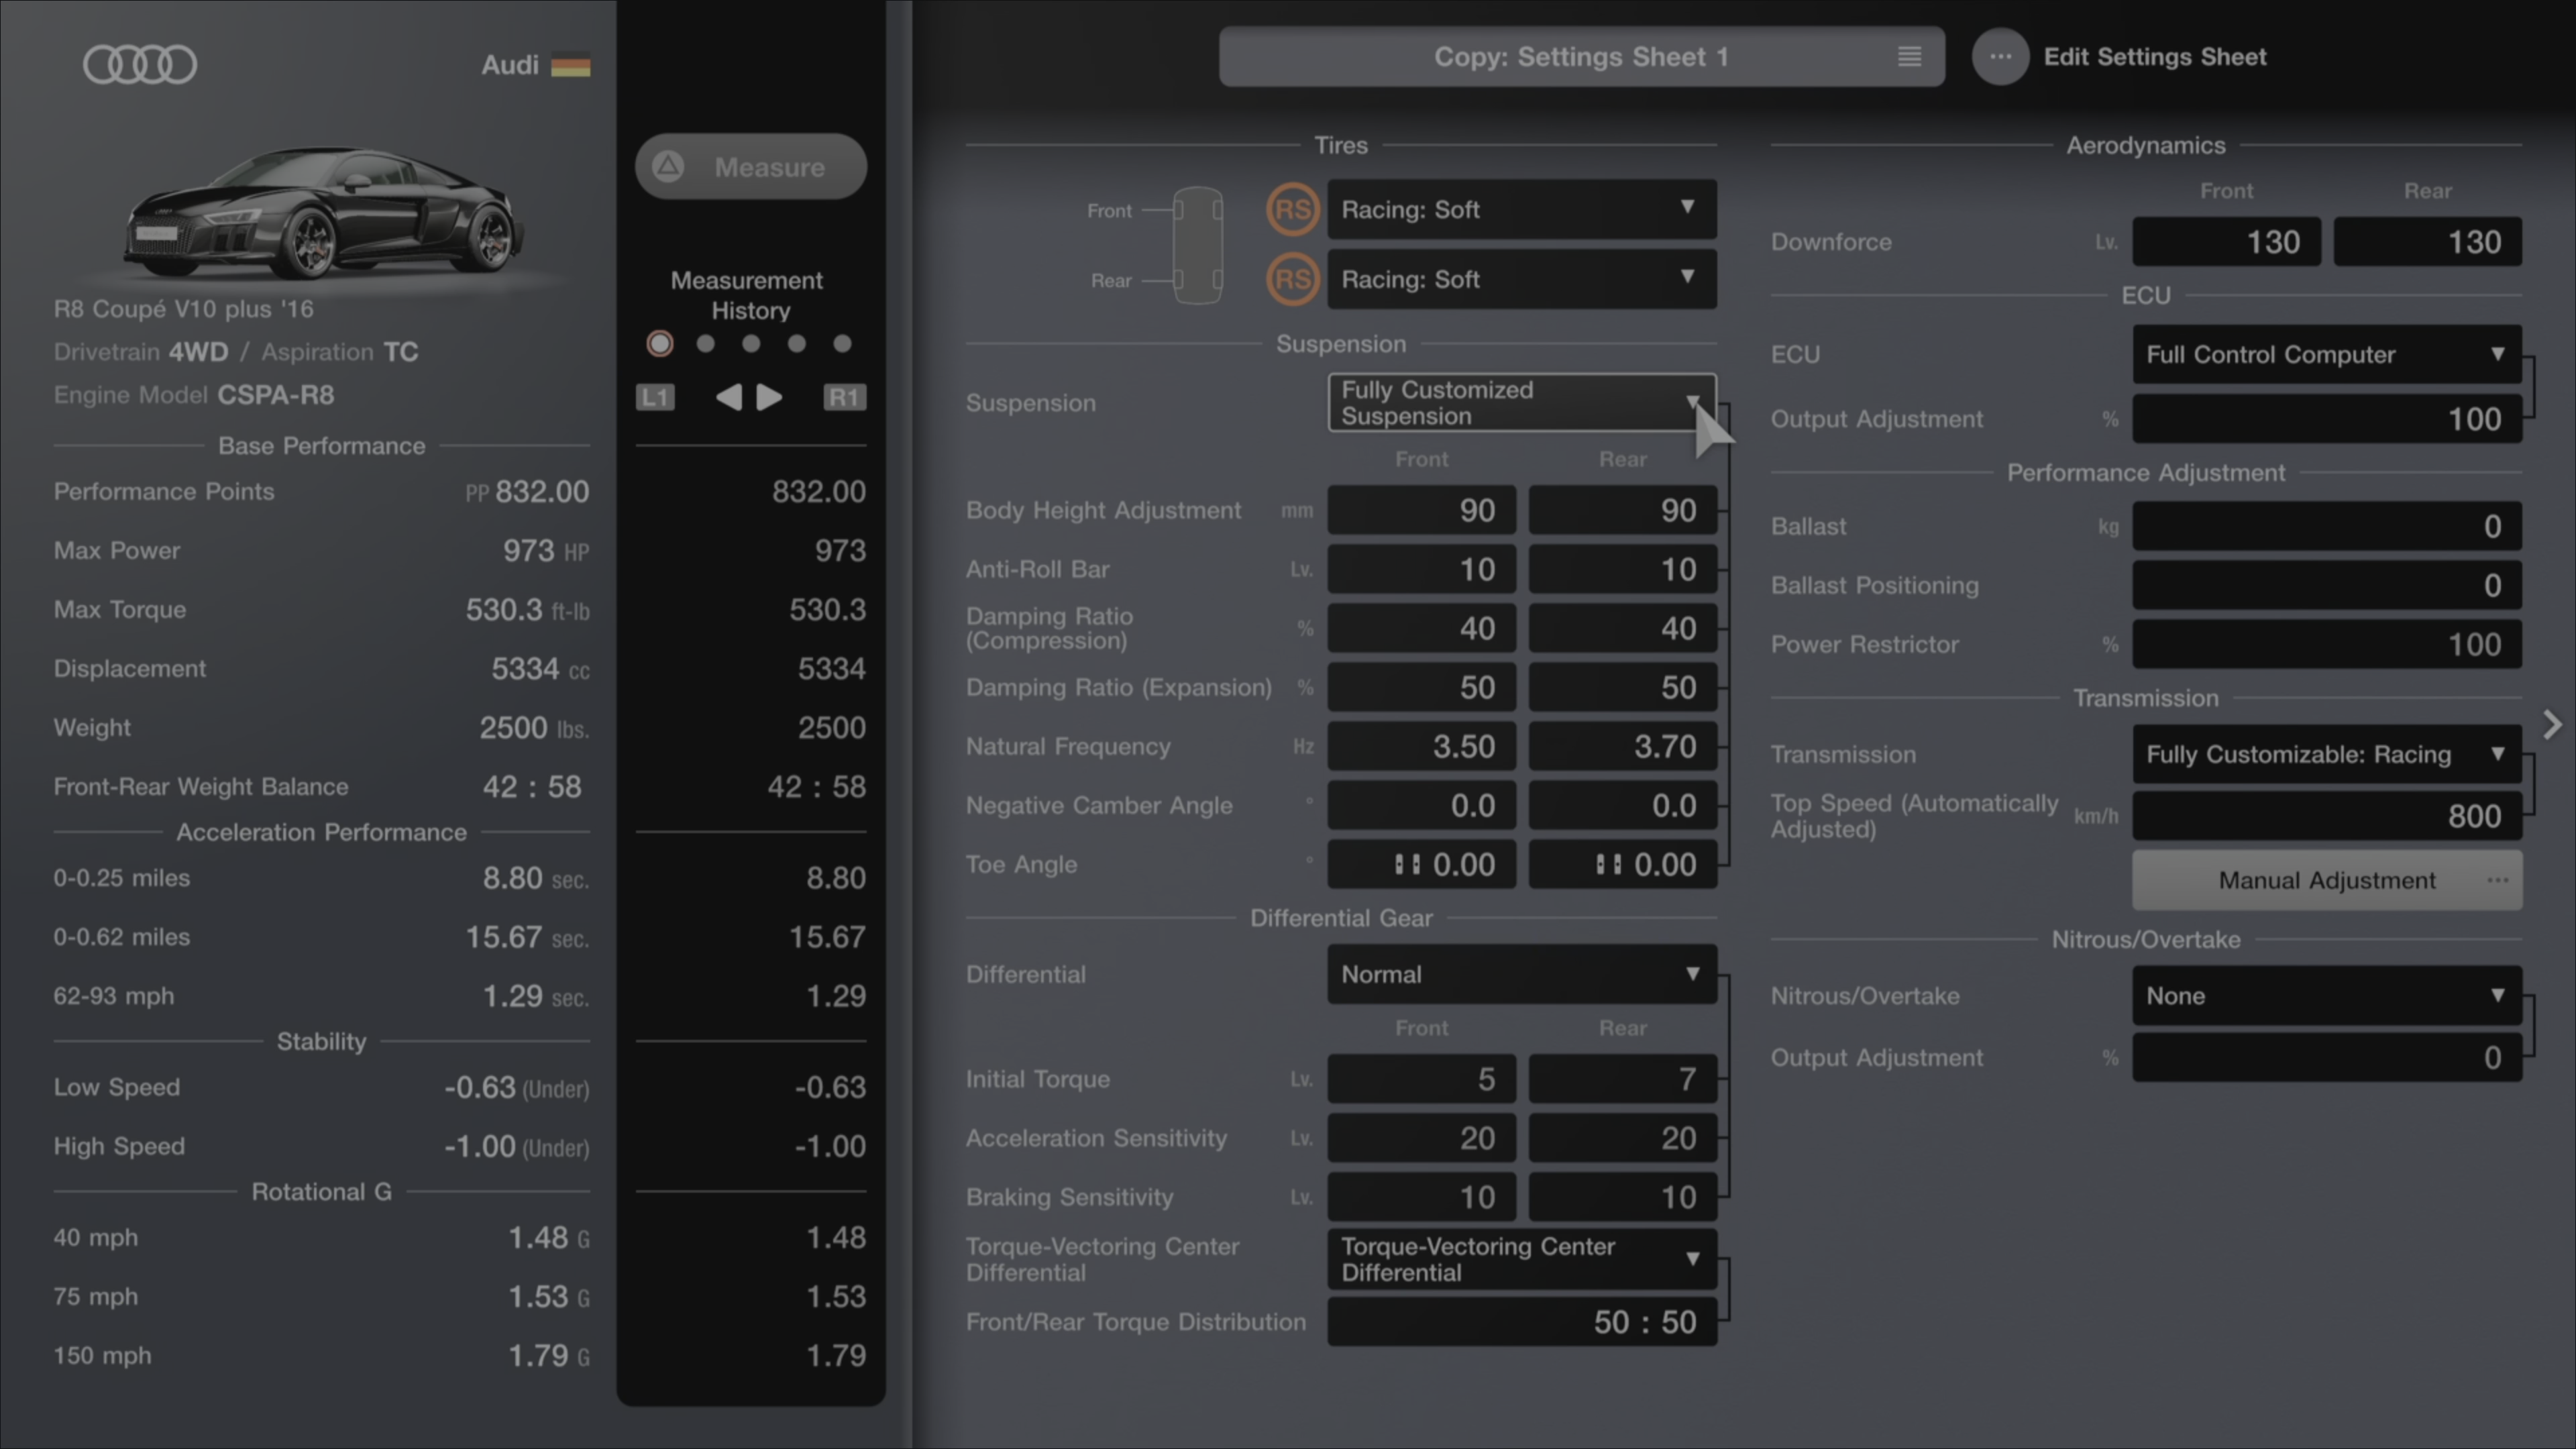 Audi
R8 Coupé V10 plus '16
Drivetrain 4WD / Aspiration TC
Engine Model CSPA-R8
Base Performance
Performance Points PP 832.00
Max Power 973 HP
Max Torque 530.3 ft-lb
Displacement 5334 cc
Weight 2500 lbs.
Front-Rear Weight Balance 42 : 58
Acceleration Performance
0-0.25 miles 8.80 sec.
0-0.62 miles 15.67 sec.
62-93 mph 1.29 sec.
Stability
Low Speed -0.63 (Under)
High Speed -1.00 (Under)
Rotational G
40 mph 1.48 G
75 mph 1.53 G
150 mph 1.79 G
Measure
Measurement
History
L1 R1
832.00
973
530.3
5334
2500
42 : 58
8.80
15.67
1.29
-0.63
-1.00
1.48
1.53
1.79
Copy: Settings Sheet 1
Edit Settings Sheet
Tires
Front RS Racing: Soft
Rear RS Racing: Soft
Suspension
Suspension Fully Customized
Suspension
Front Rear
Body Height Adjustment mm 90 90
Anti-Roll Bar Lv. 10 10
Damping Ratio
(Compression) % 40 40
Damping Ratio (Expansion) % 50 50
Natural Frequency Hz 3.50 3.70
Negative Camber Angle ° 0.0 0.0
Toe Angle ° 0.00 0.00
Differential Gear
Differential Normal
Front Rear
Initial Torque Lv. 5 7
Acceleration Sensitivity Lv. 20 20
Braking Sensitivity Lv. 10 10
Torque-Vectoring Center
Differential
Torque-Vectoring Center
Differential
Front/Rear Torque Distribution 50 : 50
Aerodynamics
Front Rear
Downforce Lv. 130 130
ECU
ECU Full Control Computer
Output Adjustment % 100
Performance Adjustment
Ballast kg 0
Ballast Positioning 0
Power Restrictor % 100
Transmission
Transmission Fully Customizable: Racing
Top Speed (Automatically
Adjusted) km/h 800
Manual Adjustment ...
Nitrous/Overtake
Nitrous/Overtake None
Output Adjustment % 0